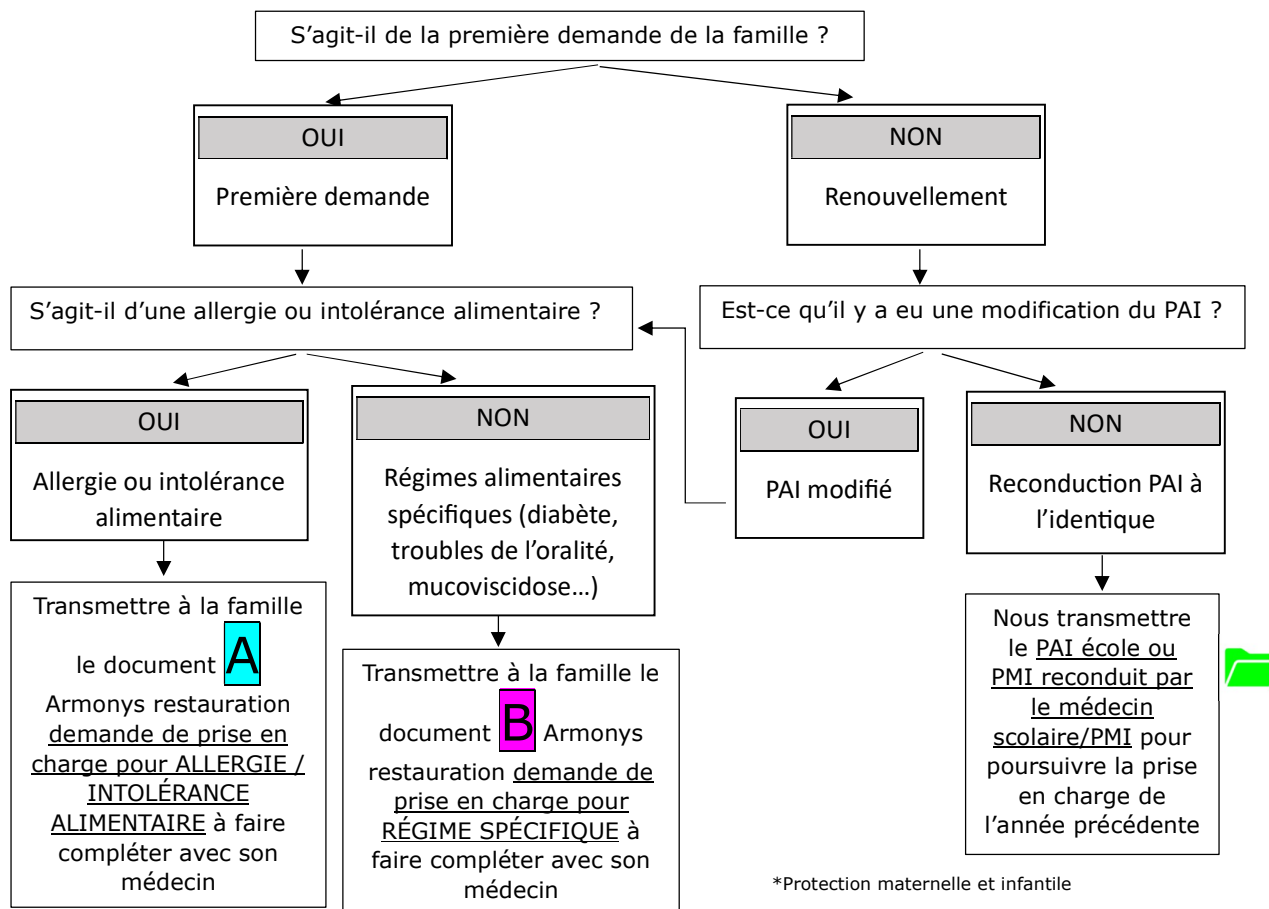 S’agit-il de la première demande de la famille ?
OUI
Première demande
NON
Renouvellement
S’agit-il d’une allergie ou intolérance alimentaire ?
Est-ce qu’il y a eu une modification du PAI ?
OUI
Allergie ou intolérance
alimentaire
NON
Régimes alimentaires
spécifiques (diabète,
troubles de l’oralité,
mucoviscidose…)
OUI
PAI modifié
NON
Reconduction PAI à
l’identique
Transmettre à la famille
le document A
Armonys restauration
demande de prise en
charge pour ALLERGIE /
INTOLÉRANCE
ALIMENTAIRE à faire
compléter avec son
médecin
Transmettre à la famille le
document B Armonys
restauration demande de
prise en charge pour
RÉGIME SPÉCIFIQUE à
faire compléter avec son
médecin
Nous transmettre
le PAI école ou
PMI reconduit par
le médecin
scolaire/PMI pour
poursuivre la prise
en charge de
l’année précédente
*Protection maternelle et infantile